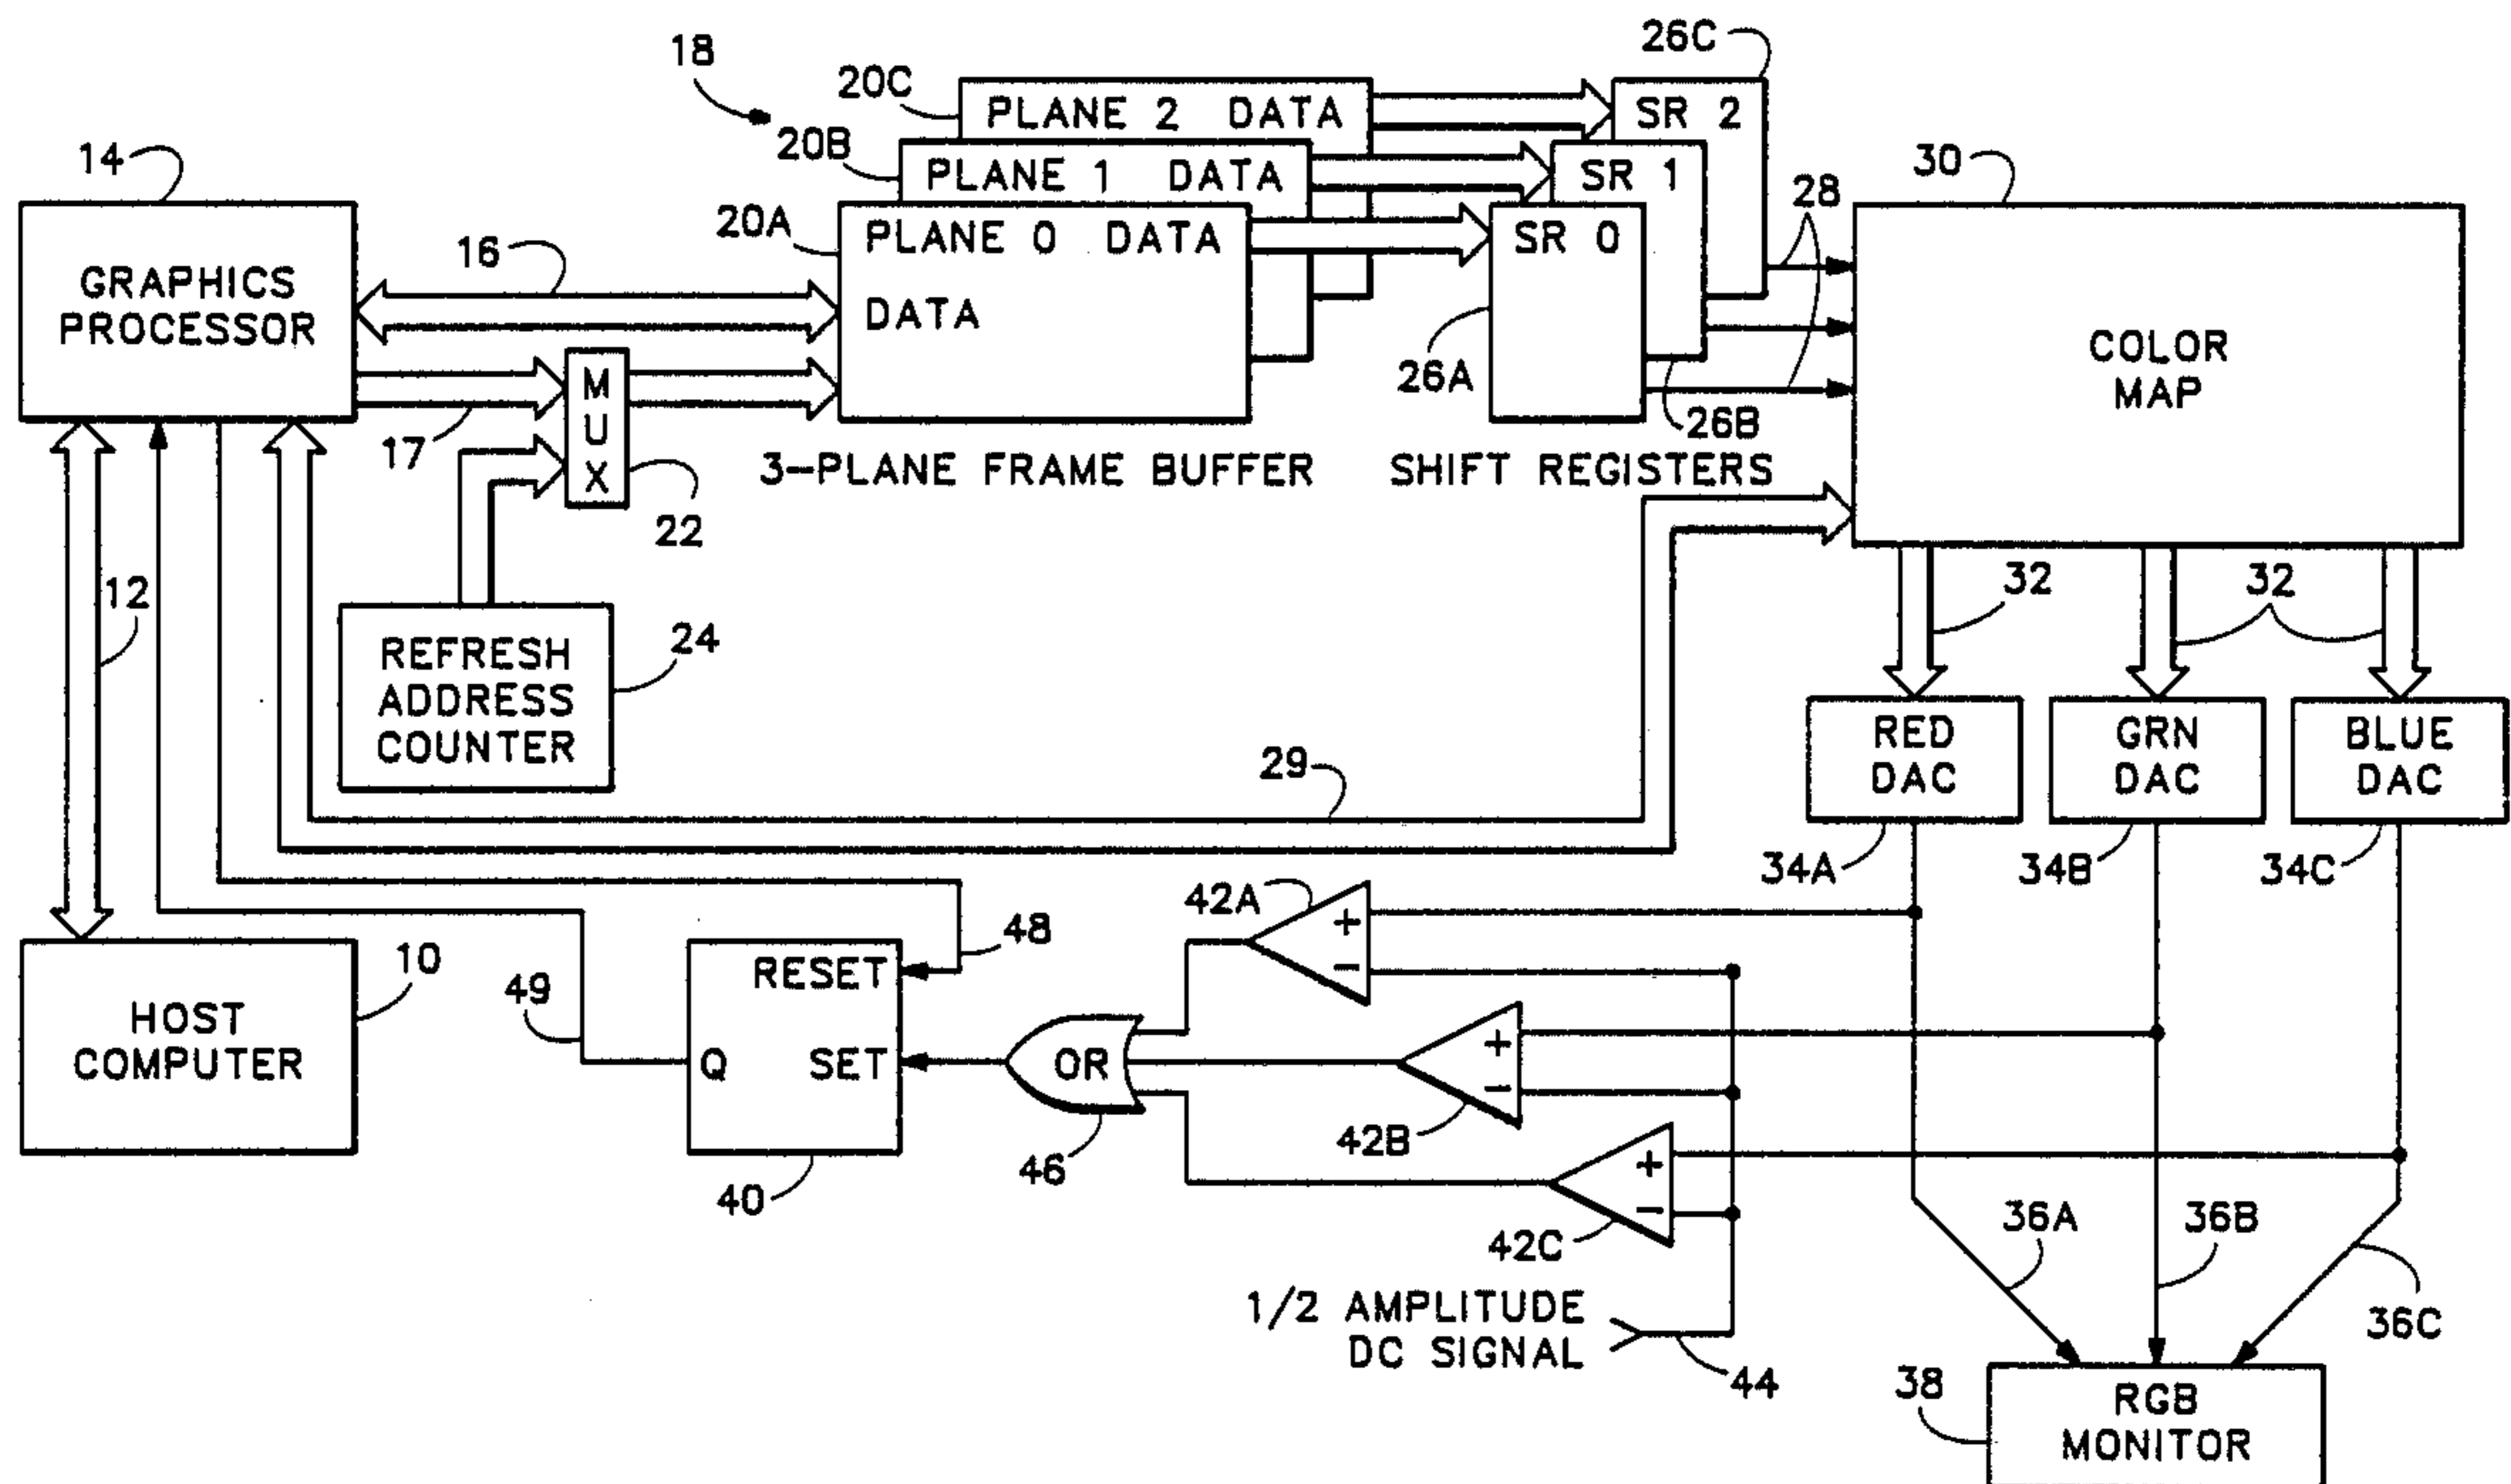 18
20C
PLANE 2 DATA
26C
SR 2
20B
PLANE 1 DATA
SR 1
14
30
28
20A
PLANE 0 DATA
SR 0
16
GRAPHICS
PROCESSOR
DATA
26A
COLOR
MAP
MUX
17
26B
22
3-PLANE FRAME BUFFER
SHIFT REGISTERS
12
REFRESH
ADDRESS
COUNTER
24
32
32
RED
DAC
GRN
DAC
BLUE
DAC
29
34A
34B
34C
42A
+
−
48
10
HOST
COMPUTER
49
RESET
Q
SET
40
OR
46
+
−
42B
+
−
42C
36A
36B
36C
1/2 AMPLITUDE
DC SIGNAL
44
38
RGB
MONITOR